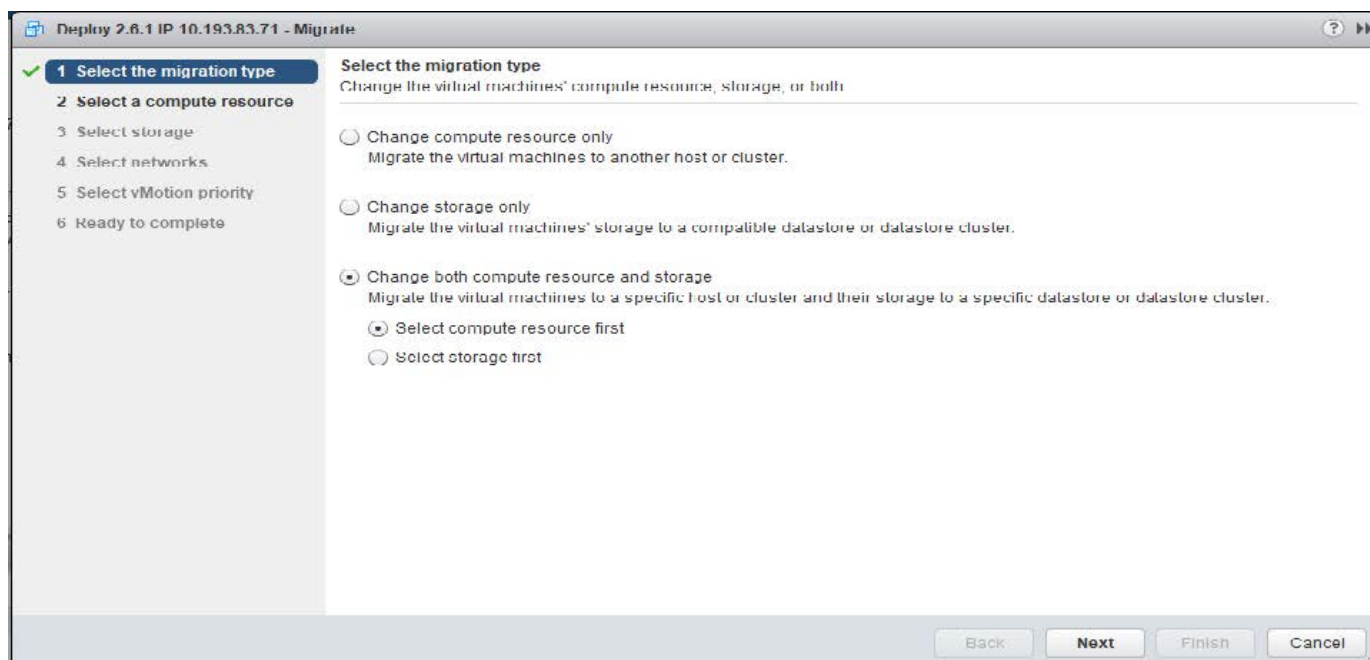 Deploy 2.6.1 IP 10.193.83.71 - Migrate
?
1 Select the migration type
2 Select a compute resource
3 Select storage
4 Select networks
5 Select vMotion priority
6 Ready to complete
Select the migration type
Change the virtual machines' compute resource, storage, or both
Change compute resource only
Migrate the virtual machines to another host or cluster.
Change storage only
Migrate the virtual machines' storage to a compatible datastore or datastore cluster.
Change both compute resource and storage
Migrate the virtual machines to a specific host or cluster and their storage to a specific datastore or datastore cluster.
Select compute resource first
Select storage first
Back Next Finish Cancel